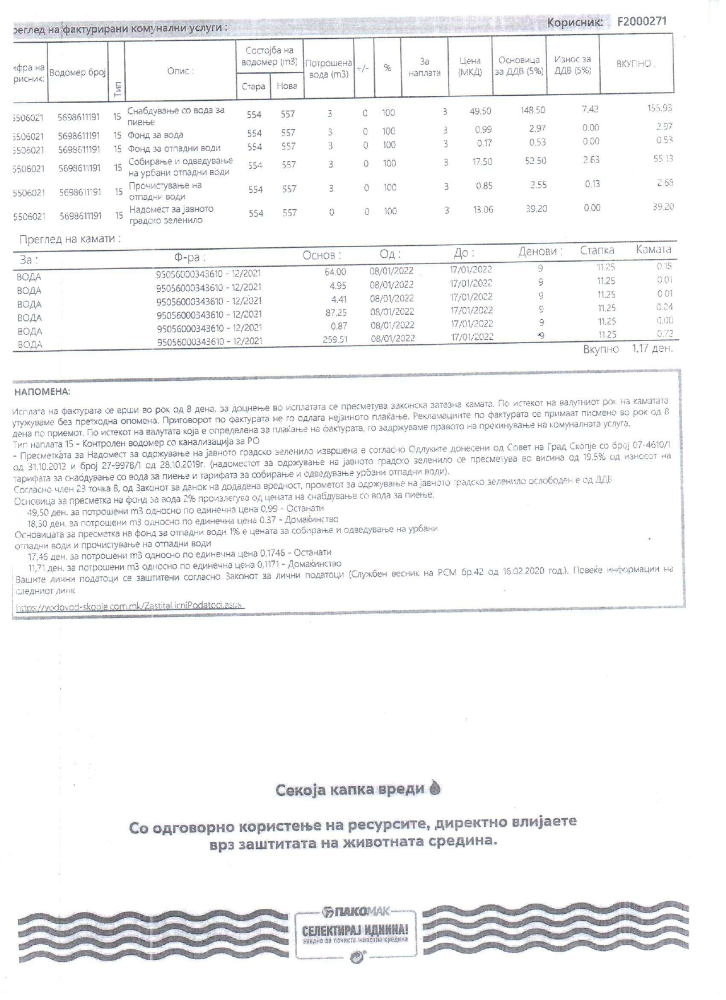 реглед на фактурирани комунални услуги : Корисник: F2000271
ифра на рисник: Водомер број Тип Опис : Состојба на водомер (m3) Стара Нова Потрошена вода (m3) +/- % За наплата Цена (МКД) Основица за ДДВ (5%) Износ за ДДВ (5%) ВКУПНО :
5506021 5698611191 15 Снабдување со вода за пиење 554 557 3 0 100 3 49.50 148.50 7.42 155.93
5506021 5698611191 15 Фонд за вода 554 557 3 0 100 3 0.99 2.97 0.00 2.97
5506021 5698611191 15 Фонд за отпадни води 554 557 3 0 100 3 0.17 0.53 0.00 0.53
5506021 5698611191 15 Собирање и одведување на урбани отпадни води 554 557 3 0 100 3 17.50 52.50 2.63 55.13
5506021 5698611191 15 Прочистување на отпадни води 554 557 3 0 100 3 0.85 2.55 0.13 2.68
5506021 5698611191 15 Надомест за јавното градско зеленило 554 557 0 0 100 3 13.06 39.20 0.00 39.20
Преглед на камати :
За : Ф-ра : Основ : Од : До : Денови : Стапка Камата
ВОДА 95056000343610 - 12/2021 64.00 08/01/2022 17/01/2022 9 11.25 0.18
ВОДА 95056000343610 - 12/2021 4.95 08/01/2022 17/01/2022 9 11.25 0.01
ВОДА 95056000343610 - 12/2021 4.41 08/01/2022 17/01/2022 9 11.25 0.01
ВОДА 95056000343610 - 12/2021 87.25 08/01/2022 17/01/2022 9 11.25 0.24
ВОДА 95056000343610 - 12/2021 0.87 08/01/2022 17/01/2022 9 11.25 0.00
ВОДА 95056000343610 - 12/2021 259.51 08/01/2022 17/01/2022 9 11.25 0.72
Вкупно 1.17 ден.
НАПОМЕНА:
Исплата на фактурата се врши во рок од 8 дена, за доцнење во исплатата се пресметува законска затезна камата. По истекот на валутниот рок на каматата
утужуваме без претходна опомена. Приговорот по фактурата не го одлага нејзиното плаќање. Рекламациите по фактурата се примаат писмено во рок од 8
дена по приемот. По истекот на валутата која е определена за плаќање на фактурата, го задржуваме правото на прекинување на комуналната услуга.
Тип наплата 15 - Контролен водомер со канализација за РО
- Пресметката за Надомест за одржување на јавното градско зеленило извршена е согласно Одлуките донесени од Совет на Град Скопје со број 07-4610/1
од 31.10.2012 и број 27-9978/1 од 28.10.2019г. (надоместот за одржување на јавното градско зеленило се пресметува во висина од 19.5% од износот на
тарифата за снабдување со вода за пиење и тарифата за собирање и одведување урбани отпадни води).
Согласно член 23 точка 8, од Законот за данок на додадена вредност, прометот за одржување на јавното градско зеленило ослободен е од ДДВ.
Основица за пресметка на фонд за вода 2% произлегува од цената на снабдување со вода за пиење:
49,50 ден. за потрошени m3 односно по единечна цена 0,99 - Останати
18,50 ден. за потрошени m3 односно по единечна цена 0.37 - Домаќинство
Основицата за пресметка на фонд за отпадни води 1% е цената за собирање и одведување на урбани
отпадни води и прочистување на отпадни води
17,46 ден. за потрошени m3 односно по единечна цена 0,1746 - Останати
11,71 ден. за потрошени m3 односно по единечна цена 0,1171 - Домаќинство
Вашите лични податоци се заштитени согласно Законот за лични податоци (Службен весник на РСМ бр.42 од 16.02.2020 год.). Повеќе информации на
следниот линк
https://vodovod-skopje.com.mk/ZastitaLicniPodatoci.aspx
Секоја капка вреди
Со одговорно користење на ресурсите, директно влијаете
врз заштитата на животната средина.
ПАКОМАК
СЕЛЕКТИРАЈ ИДНИНА!
заедно за почиста животна средина